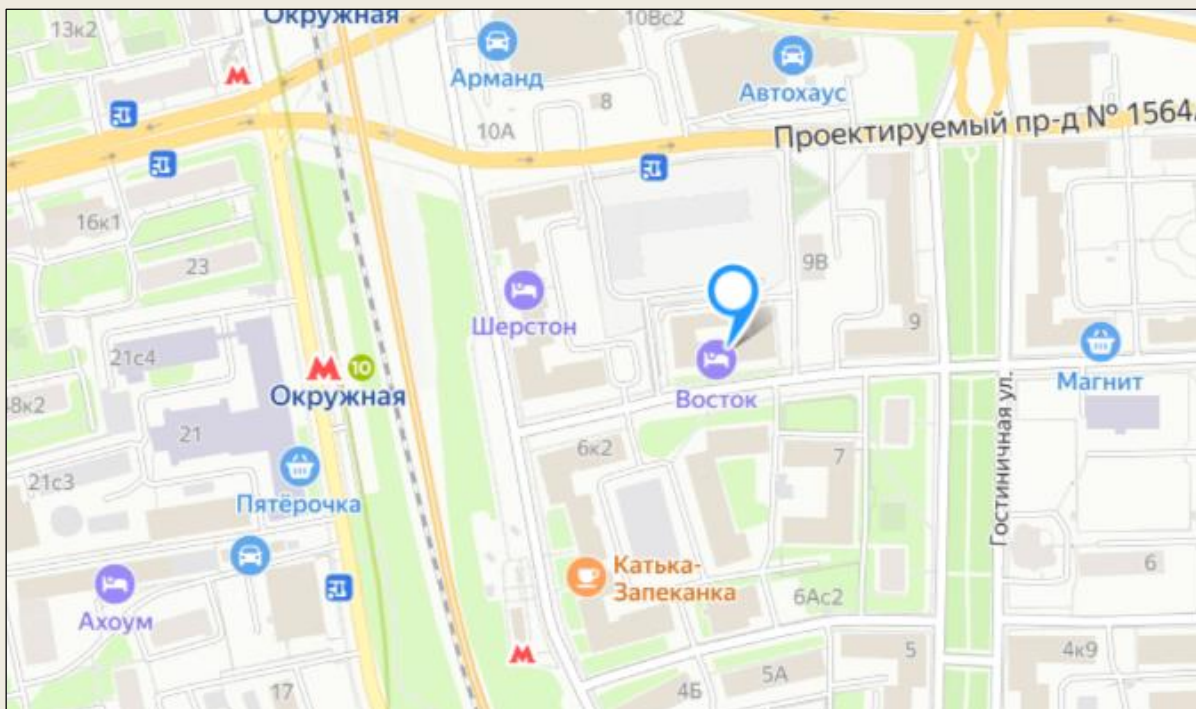 Окружная
10Вс2
13к2
Арманд
Автохаус
8
10А
Проектируемый пр-д № 1564
16к1
23
9В
Шерстон
9
21с4
10
Окружная
Восток
Магнит
Гостиничная ул.
21
6к2
7
21с3
Пятёрочка
Катька-
Запеканка
6
Ахоум
6Ас2
5
4к9
17
4Б
5А